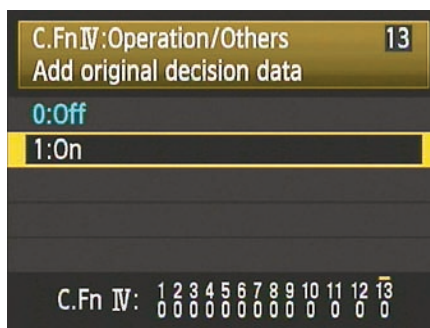 C.Fn Ⅳ:Operation/Others 13
Add original decision data
0:Off
1:On
C.Fn Ⅳ: 1 2 3 4 5 6 7 8 9 10 11 12 13
0 0 0 0 0 0 0 0 0 0 0 0 0